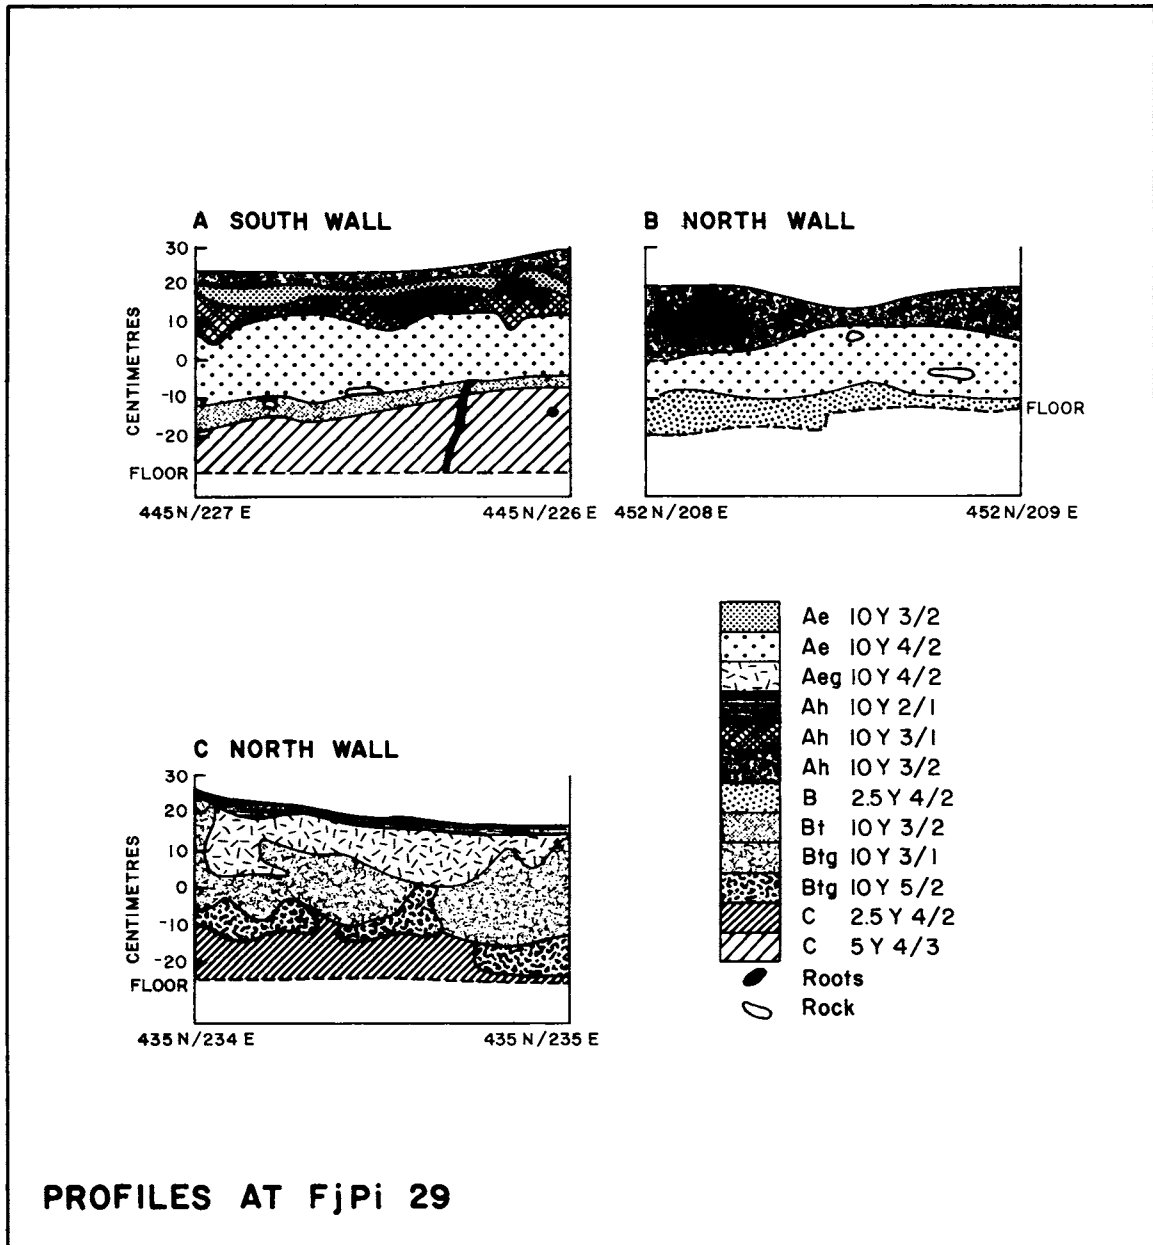 A SOUTH WALL
30
20
10
0
-10
-20
FLOOR
CENTIMETRES
445N/227 E
445N/226 E
B NORTH WALL
FLOOR
452N/208 E
452N/209 E
C NORTH WALL
30
20
10
0
-10
-20
FLOOR
CENTIMETRES
435N/234 E
435N/235 E
Ae 10Y 3/2
Ae 10Y 4/2
Aeg 10Y 4/2
Ah 10Y 2/1
Ah 10Y 3/1
Ah 10Y 3/2
B 2.5Y 4/2
Bt 10Y 3/2
Btg 10Y 3/1
Btg 10Y 5/2
C 2.5Y 4/2
C 5Y 4/3
Roots
Rock
PROFILES AT FjPi 29